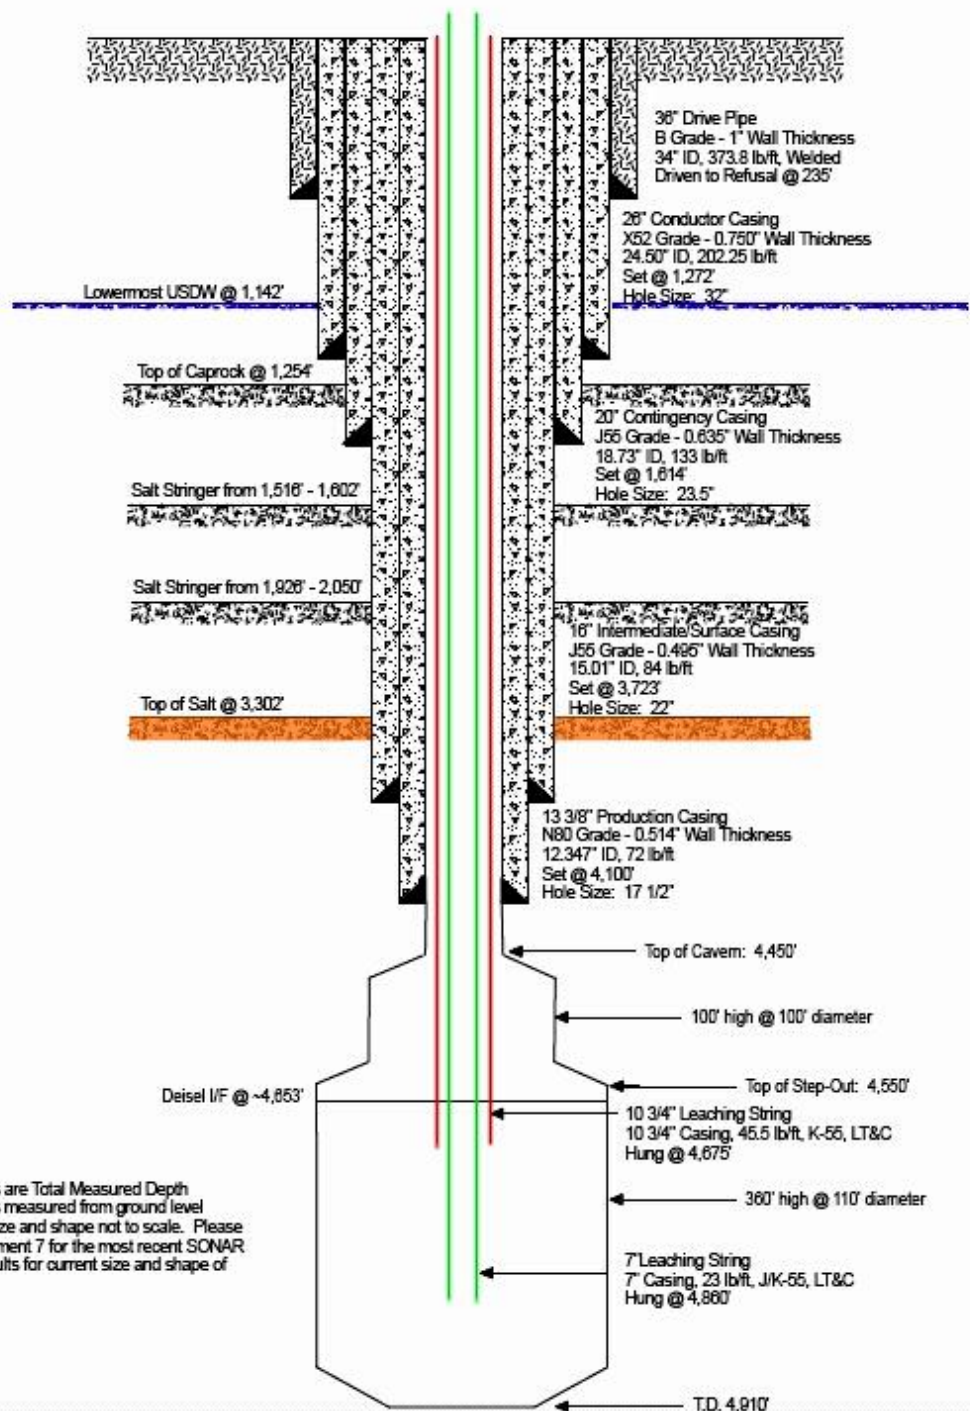 36" Drive Pipe
B Grade - 1" Wall Thickness
34" ID, 373.8 lb/ft, Welded
Driven to Refusal @ 235'
26" Conductor Casing
X52 Grade - 0.750" Wall Thickness
24.50" ID, 202.25 lb/ft
Set @ 1,272'
Hole Size: 32"
Lowermost USDW @ 1,142'
Top of Caprock @ 1,254'
20" Contingency Casing
J55 Grade - 0.635" Wall Thickness
18.73" ID, 133 lb/ft
Set @ 1,614'
Hole Size: 23.5"
Salt Stringer from 1,516' - 1,602'
Salt Stringer from 1,926' - 2,050'
16" Intermediate/Surface Casing
J55 Grade - 0.495" Wall Thickness
15.01" ID, 84 lb/ft
Set @ 3,723'
Hole Size: 22"
Top of Salt @ 3,302'
13 3/8" Production Casing
N80 Grade - 0.514" Wall Thickness
12.347" ID, 72 lb/ft
Set @ 4,100'
Hole Size: 17 1/2"
Top of Cavern: 4,450'
100' high @ 100' diameter
Top of Step-Out: 4,550'
Deisel I/F @ ~4,653'
10 3/4" Leaching String
10 3/4" Casing, 45.5 lb/ft, K-55, LT&C
Hung @ 4,675'
360' high @ 110' diameter
s are Total Measured Depth
s measured from ground level
ze and shape not to scale. Please
ment 7 for the most recent SONAR
ults for current size and shape of
7"Leaching String
7" Casing, 23 lb/ft, J/K-55, LT&C
Hung @ 4,860'
T.D. 4,910'